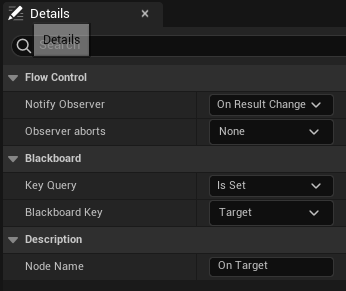 Details
Details
Search
Flow Control
Notify Observer On Result Change
Observer aborts None
Blackboard
Key Query Is Set
Blackboard Key Target
Description
Node Name On Target